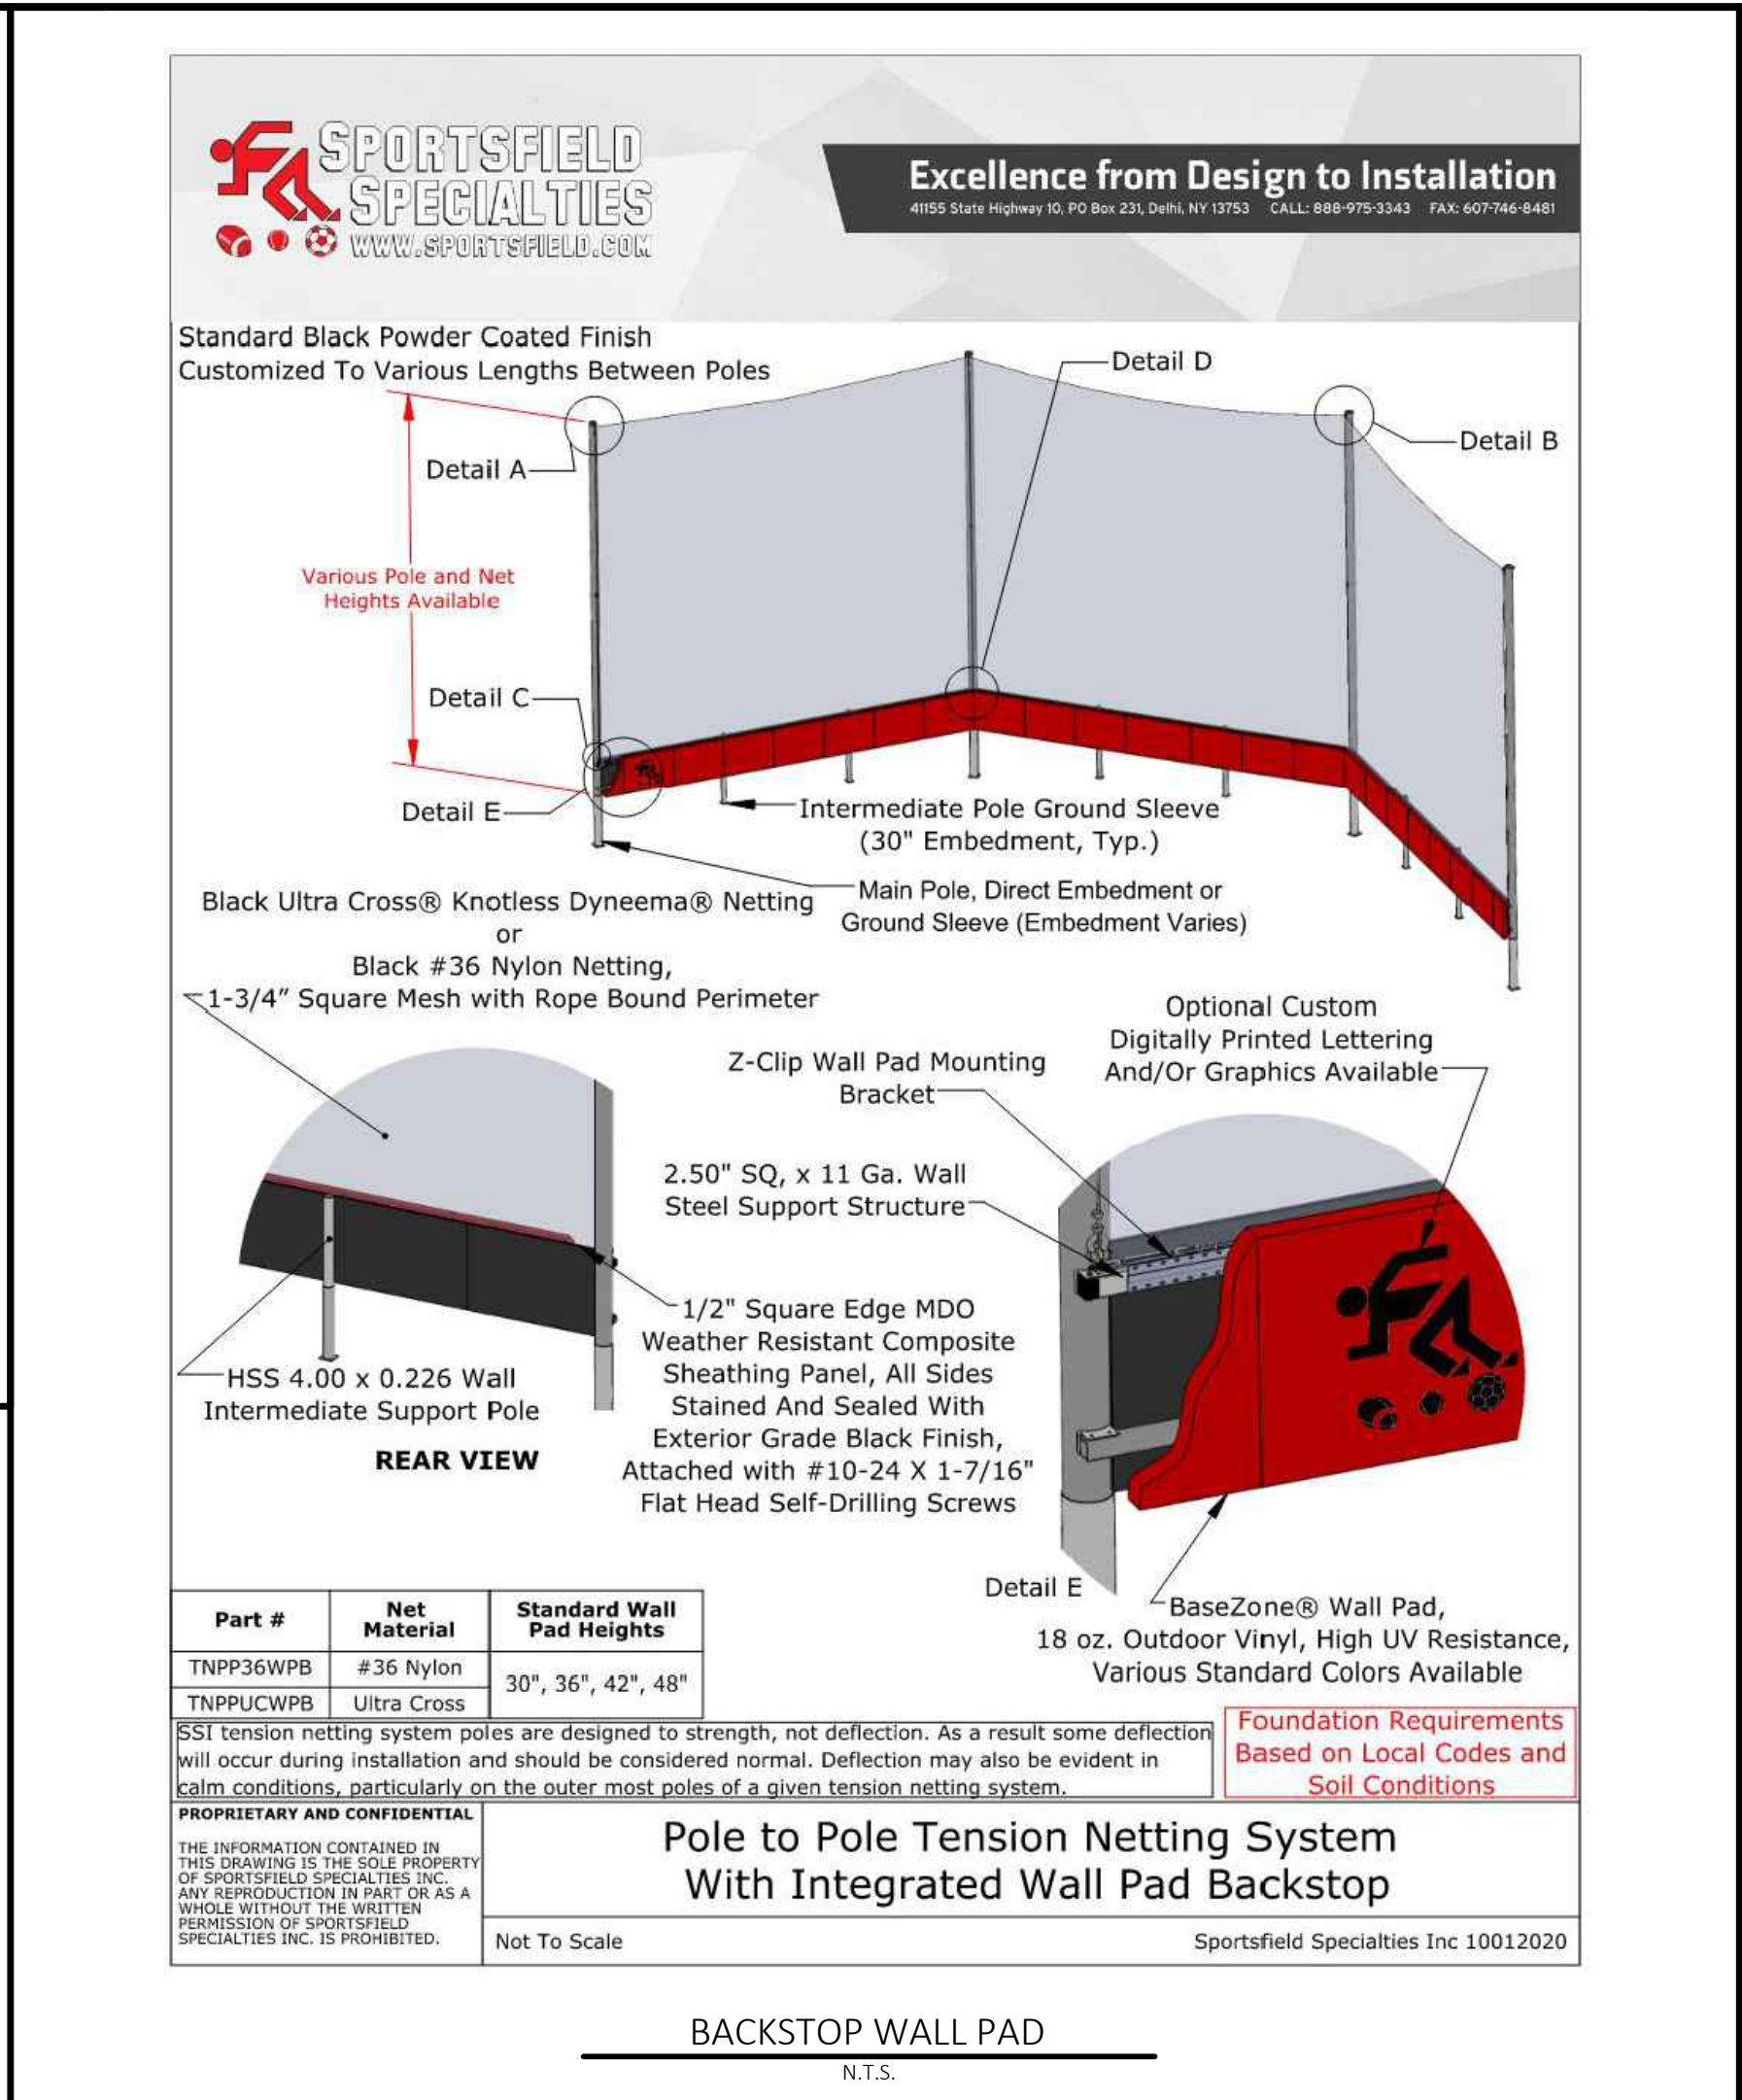 SPORTSFIELD
SPECIALTIES
WWW.SPORTSFIELD.COM
Excellence from Design to Installation
41155 State Highway 10, PO Box 231, Delhi, NY 13753 CALL: 888-975-3343 FAX: 607-746-8481
Standard Black Powder Coated Finish
Customized To Various Lengths Between Poles
Detail D
Detail B
Detail A
Various Pole and Net
Heights Available
Detail C
Detail E
Intermediate Pole Ground Sleeve
(30" Embedment, Typ.)
Main Pole, Direct Embedment or
Ground Sleeve (Embedment Varies)
Black Ultra Cross® Knotless Dyneema® Netting
or
Black #36 Nylon Netting,
1-3/4" Square Mesh with Rope Bound Perimeter
Optional Custom
Digitally Printed Lettering
And/Or Graphics Available
Z-Clip Wall Pad Mounting
Bracket
2.50" SQ, x 11 Ga. Wall
Steel Support Structure
1/2" Square Edge MDO
Weather Resistant Composite
Sheathing Panel, All Sides
Stained And Sealed With
Exterior Grade Black Finish,
Attached with #10-24 X 1-7/16"
Flat Head Self-Drilling Screws
HSS 4.00 x 0.226 Wall
Intermediate Support Pole
REAR VIEW
Detail E
BaseZone® Wall Pad,
18 oz. Outdoor Vinyl, High UV Resistance,
Various Standard Colors Available
Part # Net Material Standard Wall Pad Heights
TNPP36WPB #36 Nylon 30", 36", 42", 48"
TNPPUCWPB Ultra Cross
SSI tension netting system poles are designed to strength, not deflection. As a result some deflection
will occur during installation and should be considered normal. Deflection may also be evident in
calm conditions, particularly on the outer most poles of a given tension netting system.
Foundation Requirements
Based on Local Codes and
Soil Conditions
PROPRIETARY AND CONFIDENTIAL
THE INFORMATION CONTAINED IN
THIS DRAWING IS THE SOLE PROPERTY
OF SPORTSFIELD SPECIALTIES INC.
ANY REPRODUCTION IN PART OR AS A
WHOLE WITHOUT THE WRITTEN
PERMISSION OF SPORTSFIELD
SPECIALTIES INC. IS PROHIBITED.
Pole to Pole Tension Netting System
With Integrated Wall Pad Backstop
Not To Scale
Sportsfield Specialties Inc 10012020
BACKSTOP WALL PAD
N.T.S.